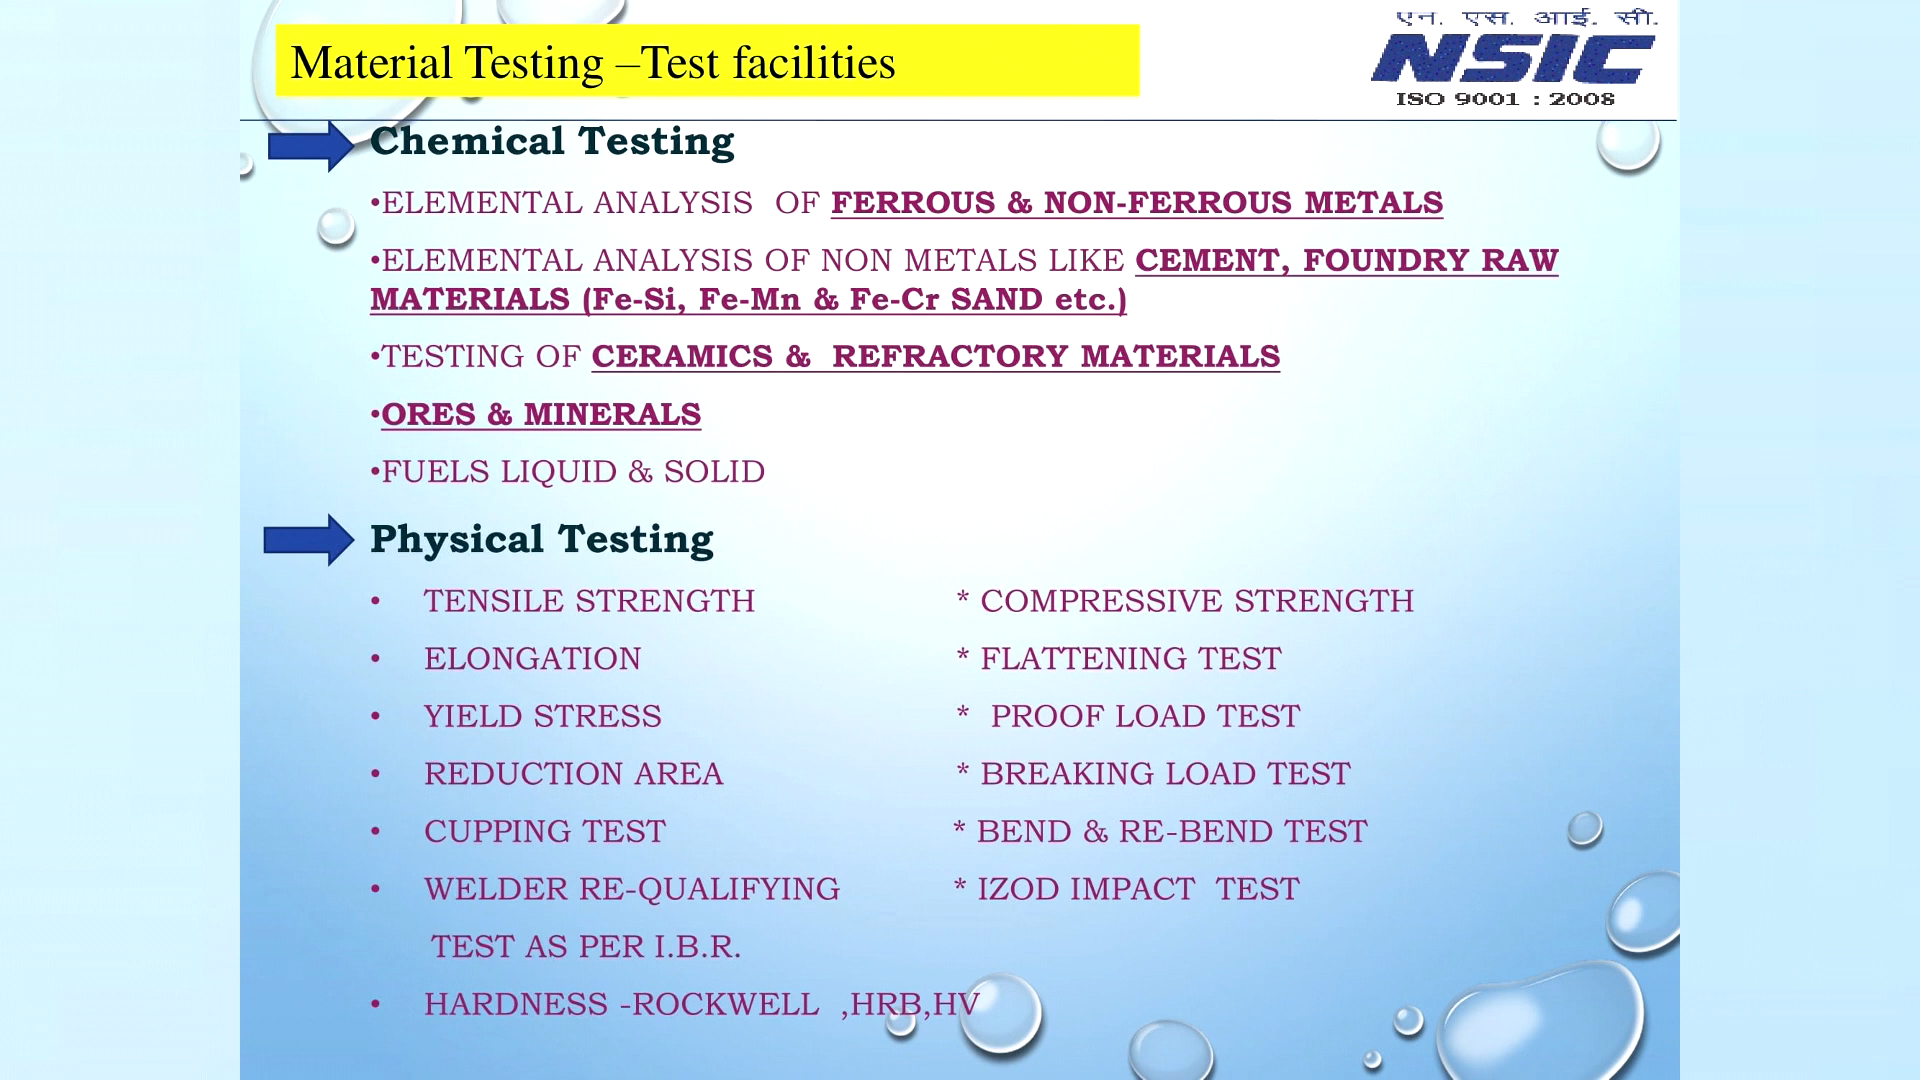 Material Testing –Test facilities
एन. एस. आई. सी.
NSIC
ISO 9001 : 2008
Chemical Testing
•ELEMENTAL ANALYSIS OF FERROUS & NON-FERROUS METALS
•ELEMENTAL ANALYSIS OF NON METALS LIKE CEMENT, FOUNDRY RAW
MATERIALS (Fe-Si, Fe-Mn & Fe-Cr SAND etc.)
•TESTING OF CERAMICS & REFRACTORY MATERIALS
•ORES & MINERALS
•FUELS LIQUID & SOLID
Physical Testing
• TENSILE STRENGTH * COMPRESSIVE STRENGTH
• ELONGATION * FLATTENING TEST
• YIELD STRESS * PROOF LOAD TEST
• REDUCTION AREA * BREAKING LOAD TEST
• CUPPING TEST * BEND & RE-BEND TEST
• WELDER RE-QUALIFYING * IZOD IMPACT TEST
TEST AS PER I.B.R.
• HARDNESS -ROCKWELL ,HRB,HV